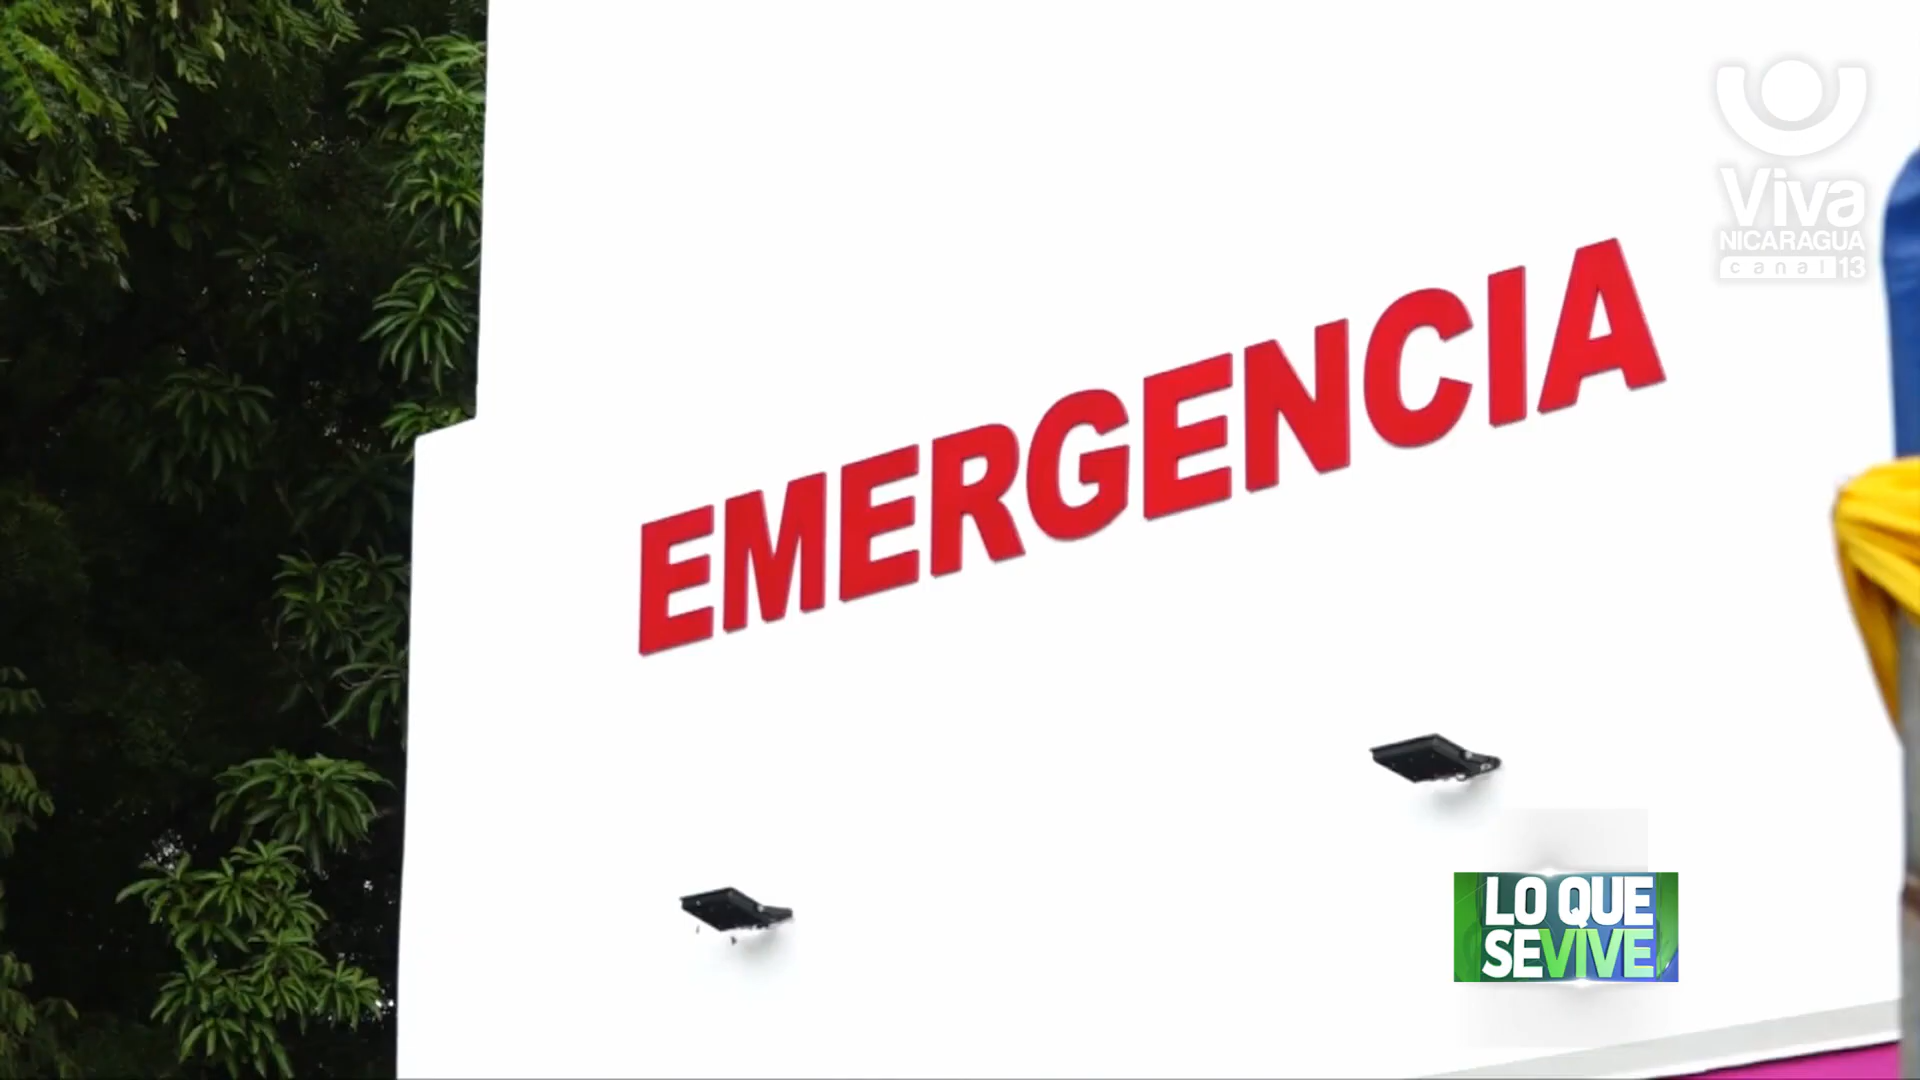 Viva
NICARAGUA
canal 13
EMERGENCIA
LO QUE
SE VIVE